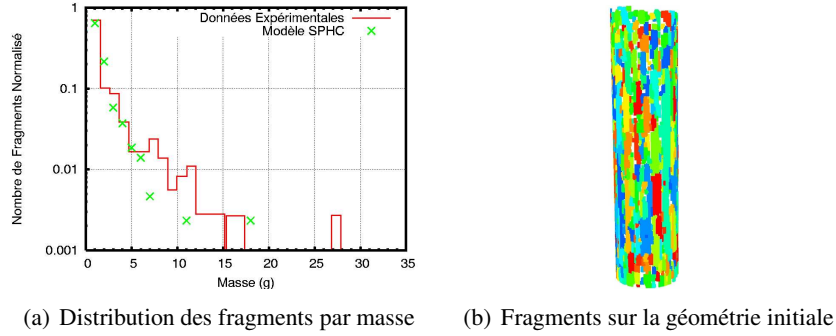 Données Expérimentales
Modèle SPHC
Nombre de Fragments Normalisé
1
0.1
0.01
0.001
0 5 10 15 20 25 30 35
Masse (g)
(a) Distribution des fragments par masse
(b) Fragments sur la géométrie initiale